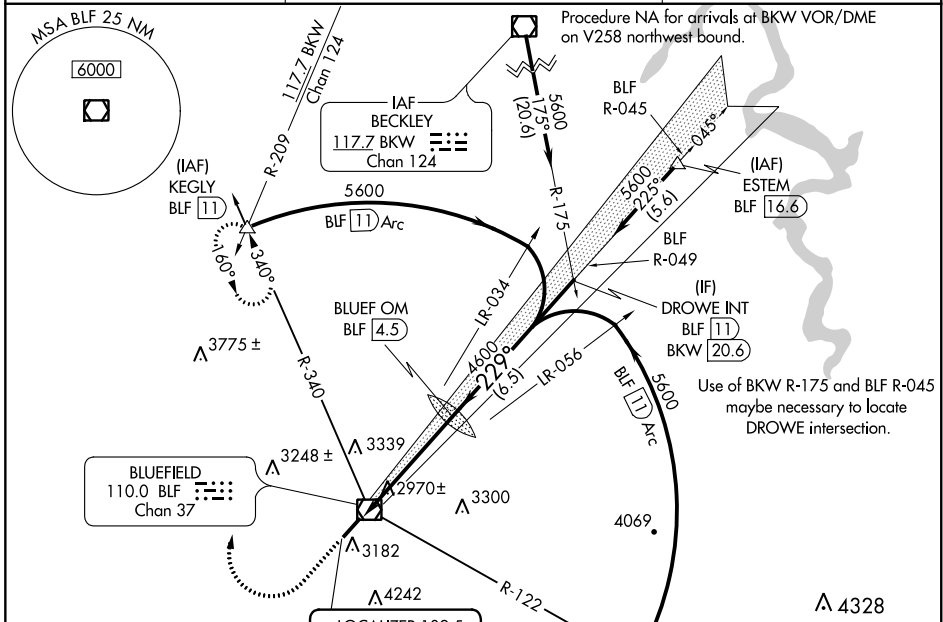 MSA BLF 25 NM
6000
117.7 BKW
Chan 124
R-209
IAF
BECKLEY
117.7 BKW
Chan 124
Procedure NA for arrivals at BKW VOR/DME
on V258 northwest bound.
5600
175°
(20.6)
R-175
BLF
R-045
045°
(IAF)
ESTEM
BLF 16.6
5600
225°
(5.6)
(IAF)
KEGLY
BLF 11
5600
BLF 11 Arc
160°
340°
BLF
R-049
(IF)
DROWE INT
BLF 11
BKW 20.6
BLUEF OM
BLF 4.5
LR-034
4600
229°
(6.5)
LR-056
5600
BLF 11 Arc
Use of BKW R-175 and BLF R-045
maybe necessary to locate
DROWE intersection.
3775 ±
R-340
3339
3248 ±
2970±
3300
BLUEFIELD
110.0 BLF
Chan 37
4069
3182
R-122
4242
4328